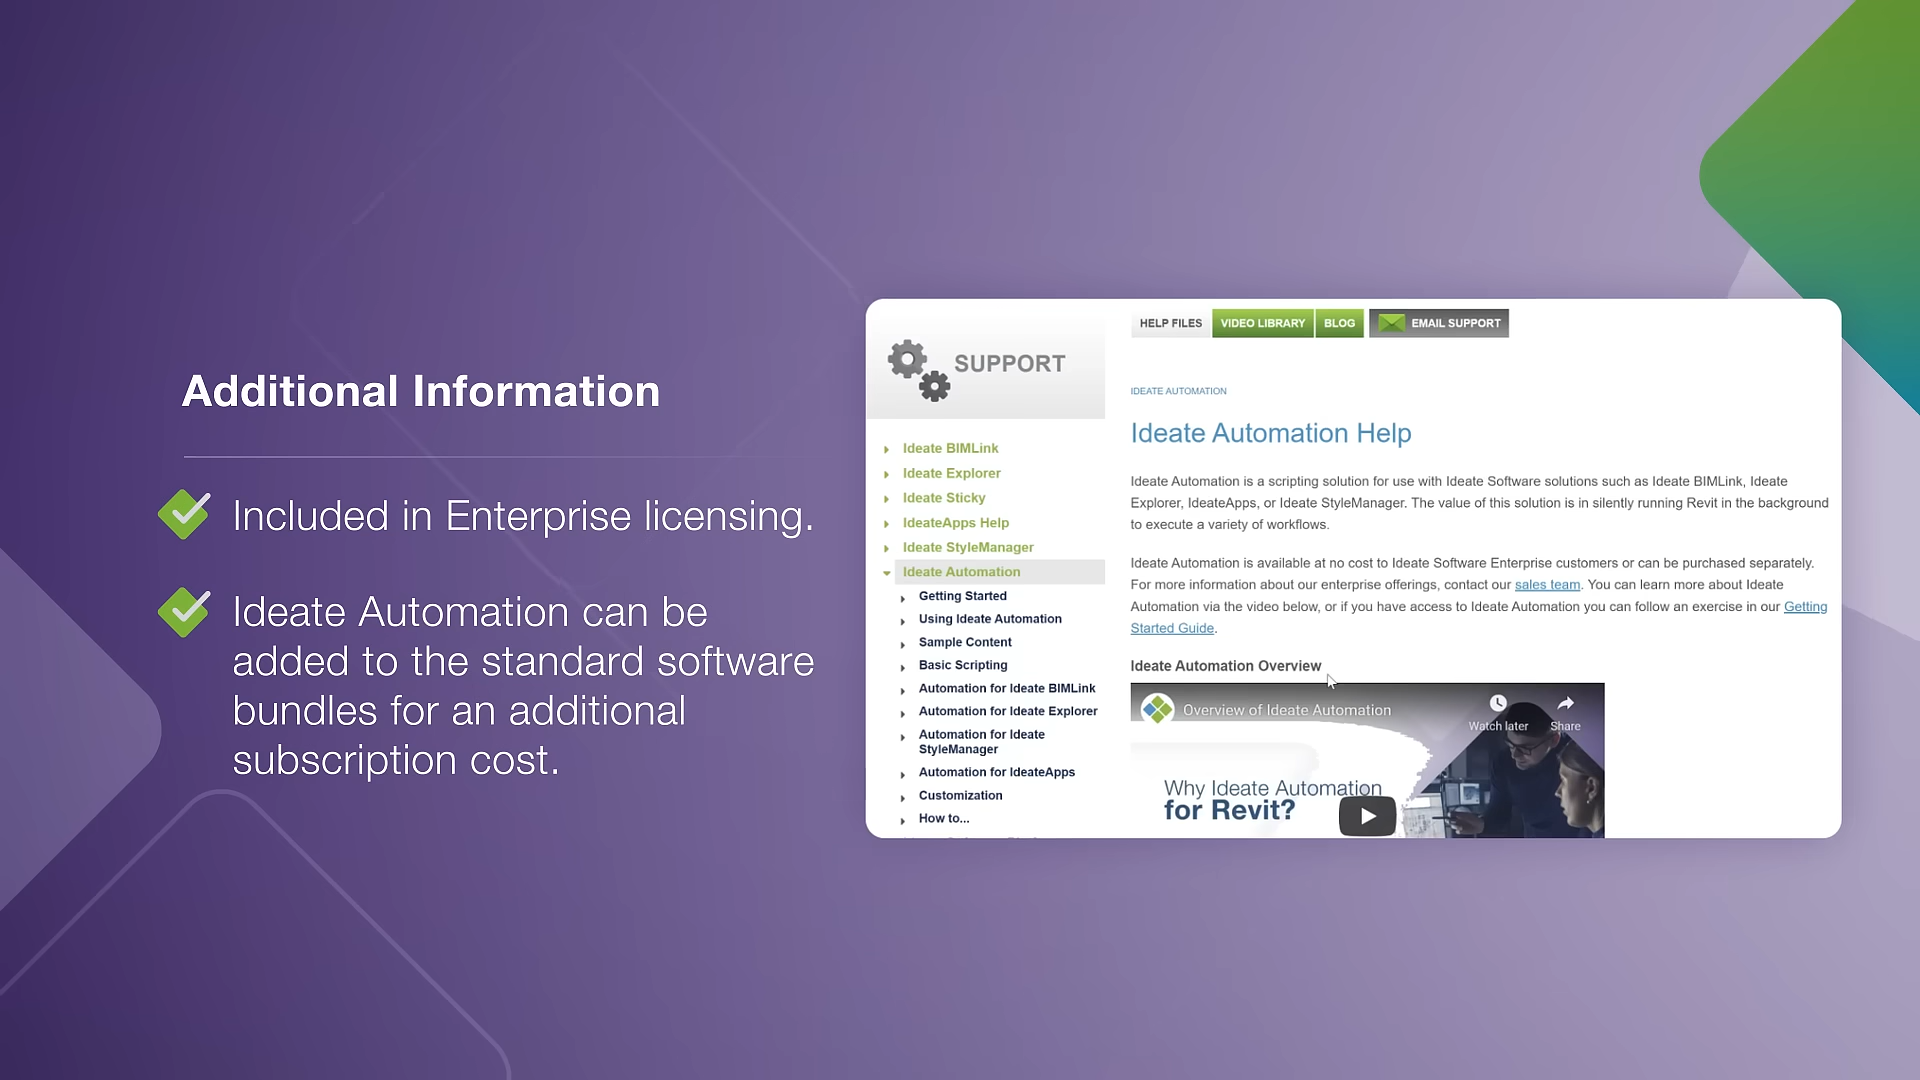 Additional Information
Included in Enterprise licensing.
Ideate Automation can be
added to the standard software
bundles for an additional
subscription cost.
SUPPORT
Ideate BIMLink
Ideate Explorer
Ideate Sticky
IdeateApps Help
Ideate StyleManager
Ideate Automation
Getting Started
Using Ideate Automation
Sample Content
Basic Scripting
Automation for Ideate BIMLink
Automation for Ideate Explorer
Automation for Ideate
StyleManager
Automation for IdeateApps
Customization
How to...
HELP FILES VIDEO LIBRARY BLOG EMAIL SUPPORT
IDEATE AUTOMATION
Ideate Automation Help
Ideate Automation is a scripting solution for use with Ideate Software solutions such as Ideate BIMLink, Ideate
Explorer, IdeateApps, or Ideate StyleManager. The value of this solution is in silently running Revit in the background
to execute a variety of workflows.
Ideate Automation is available at no cost to Ideate Software Enterprise customers or can be purchased separately.
For more information about our enterprise offerings, contact our sales team. You can learn more about Ideate
Automation via the video below, or if you have access to Ideate Automation you can follow an exercise in our Getting
Started Guide.
Ideate Automation Overview
Overview of Ideate Automation
Watch later Share
Why Ideate Automation
for Revit?